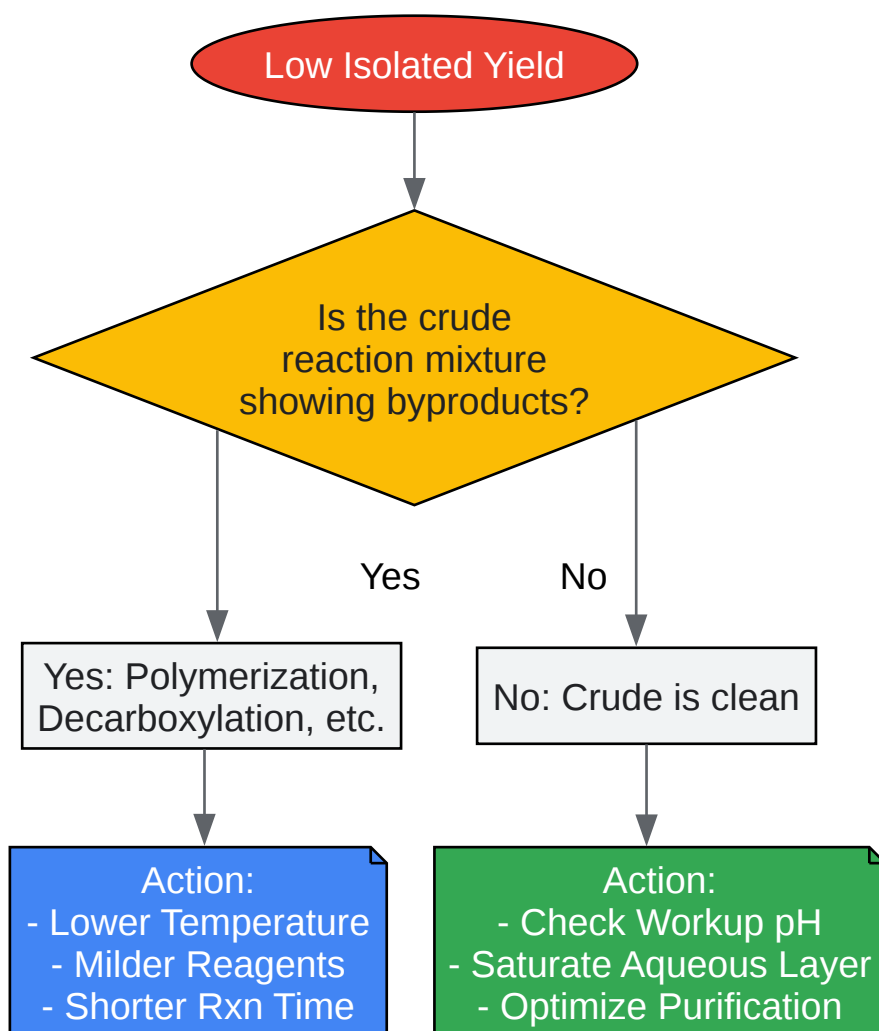 Low Isolated Yield
Is the crude
reaction mixture
showing byproducts?
Yes
No
Yes: Polymerization,
Decarboxylation, etc.
No: Crude is clean
Action:
- Lower Temperature
- Milder Reagents
- Shorter Rxn Time
Action:
- Check Workup pH
- Saturate Aqueous Layer
- Optimize Purification